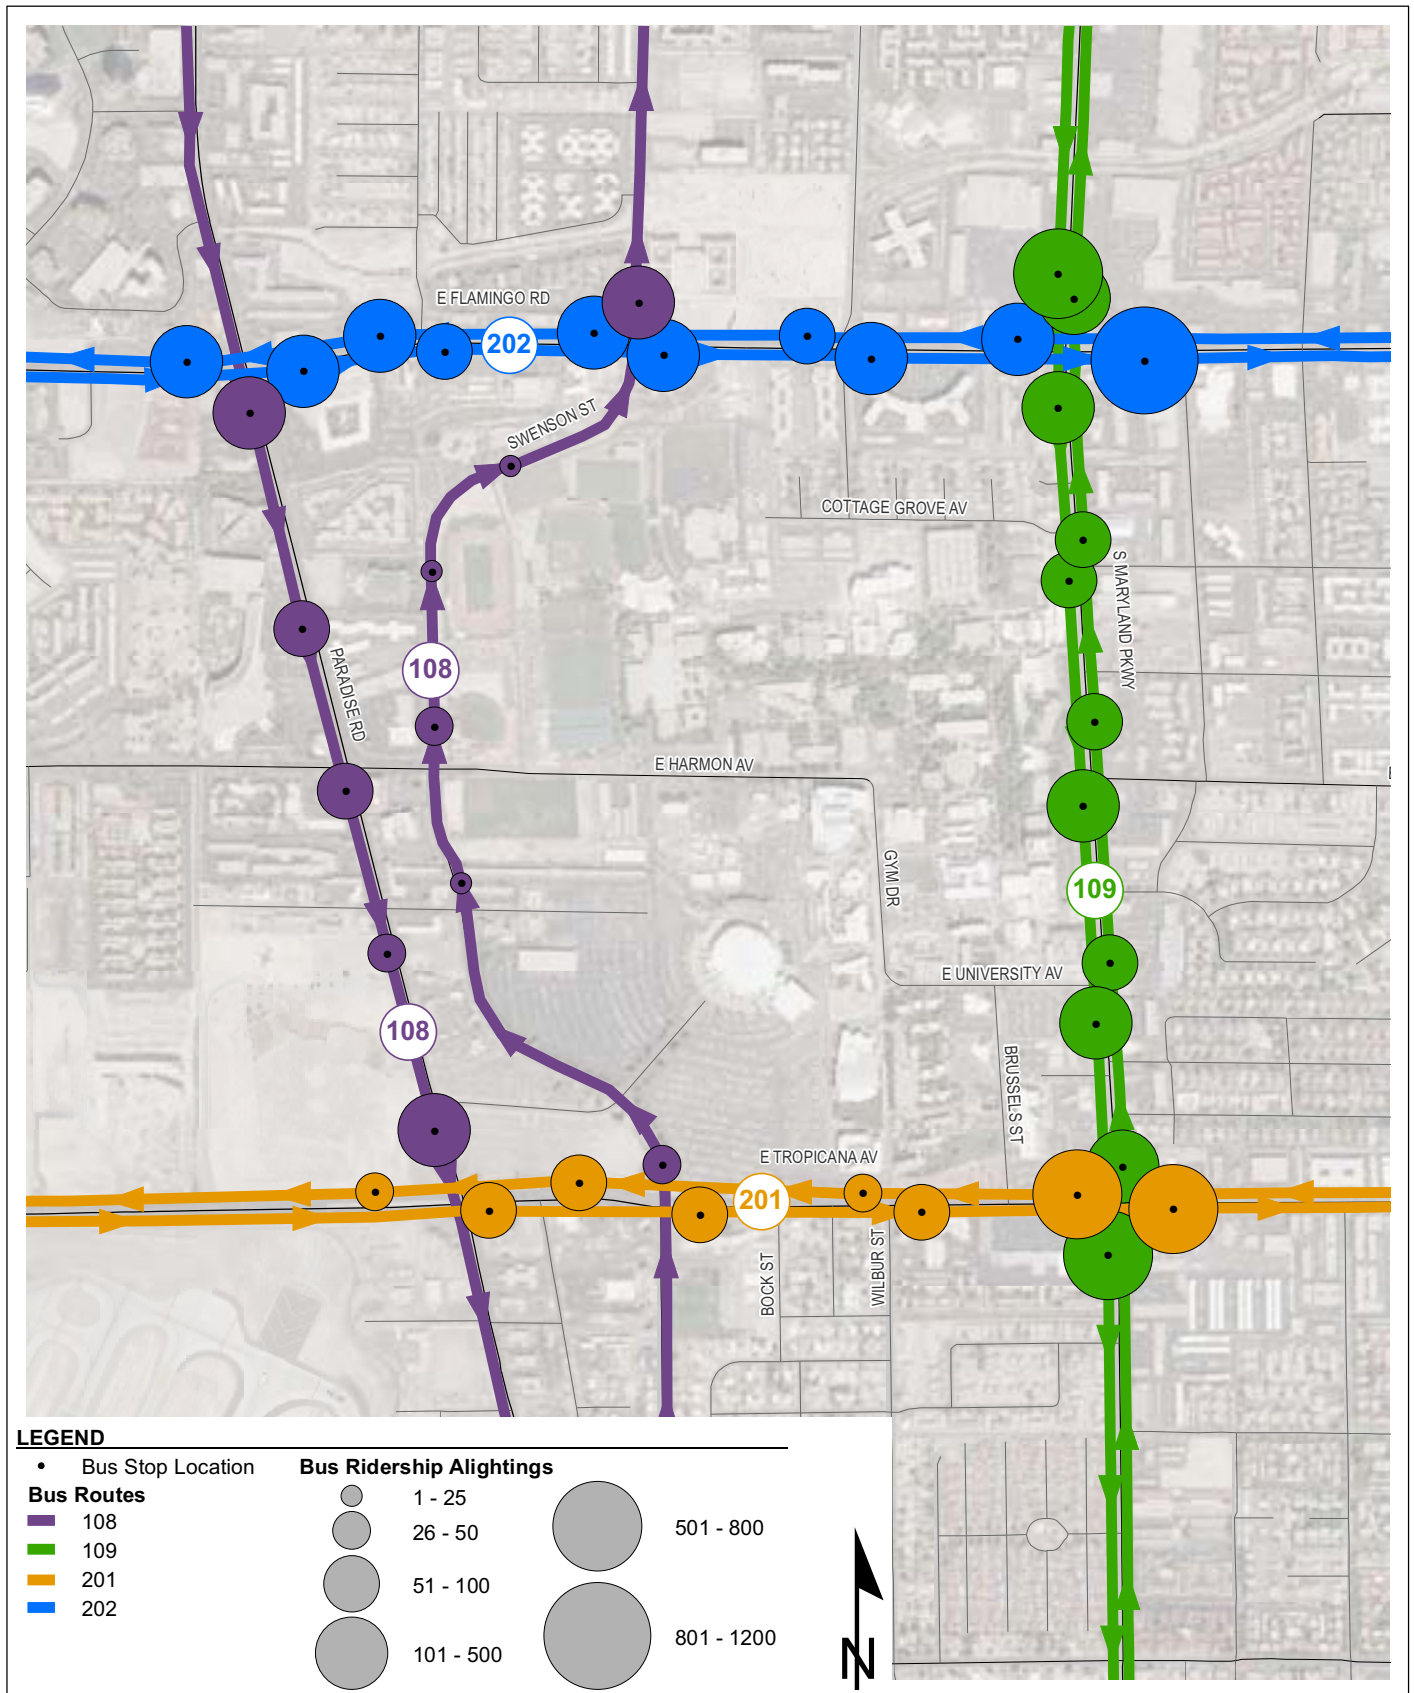 E FLAMINGO RD
202
SWENSON ST
COTTAGE GROVE AV
S MARYLAND PKWY
108
PARADISE RD
E HARMON AV
E
GYM DR
109
E UNIVERSITY AV
108
BRUSSELS ST
E TROPICANA AV
201
BOCK ST
WILBUR ST
LEGEND
Bus Stop Location
Bus Routes
108
109
201
202
Bus Ridership Alightings
1 - 25
26 - 50
51 - 100
101 - 500
501 - 800
801 - 1200
N